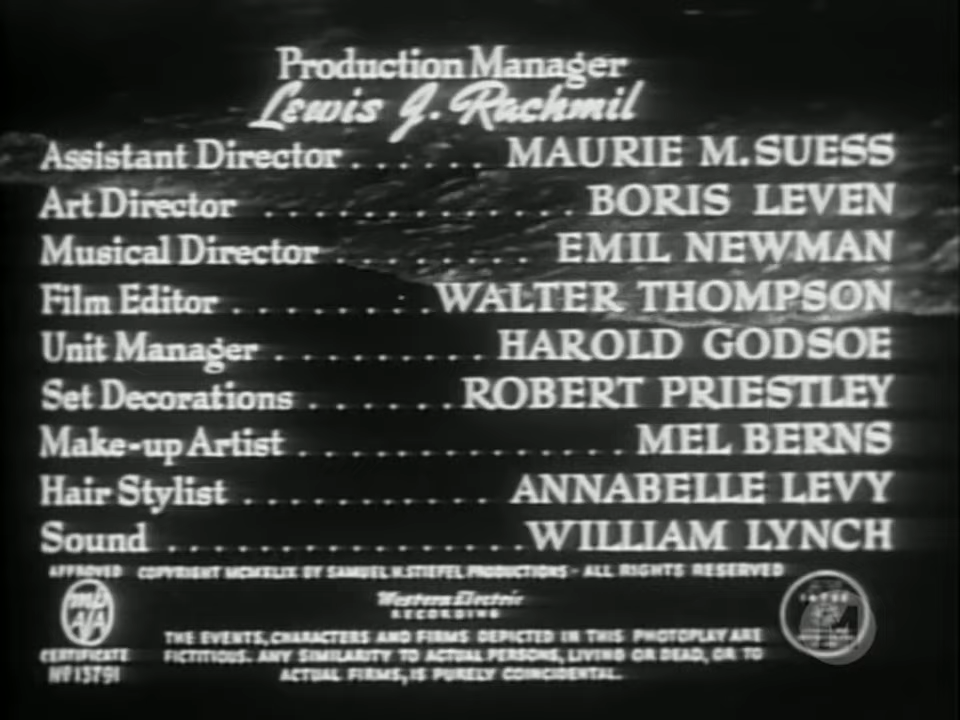 Production Manager
Lewis J. Rachmil
Assistant Director . . . . . . MAURIE M. SUESS
Art Director . . . . . . . . . . . . . . . BORIS LEVEN
Musical Director . . . . . . . . . EMIL NEWMAN
Film Editor . . . . . . . . . . WALTER THOMPSON
Unit Manager . . . . . . . . . . HAROLD GODSOE
Set Decorations . . . . . . . ROBERT PRIESTLEY
Make-up Artist . . . . . . . . . . . . . . . MEL BERNS
Hair Stylist . . . . . . . . . . . ANNABELLE LEVY
Sound . . . . . . . . . . . . . . . . . WILLIAM LYNCH
APPROVED COPYRIGHT MCMXLIX BY SAMUEL H. STIEFEL PRODUCTIONS - ALL RIGHTS RESERVED
Western Electric
RECORDING
THE EVENTS, CHARACTERS AND FIRMS DEPICTED IN THIS PHOTOPLAY ARE
FICTITIOUS. ANY SIMILARITY TO ACTUAL PERSONS, LIVING OR DEAD, OR TO
ACTUAL FIRMS, IS PURELY COINCIDENTAL.
CERTIFICATE
Nº 13791